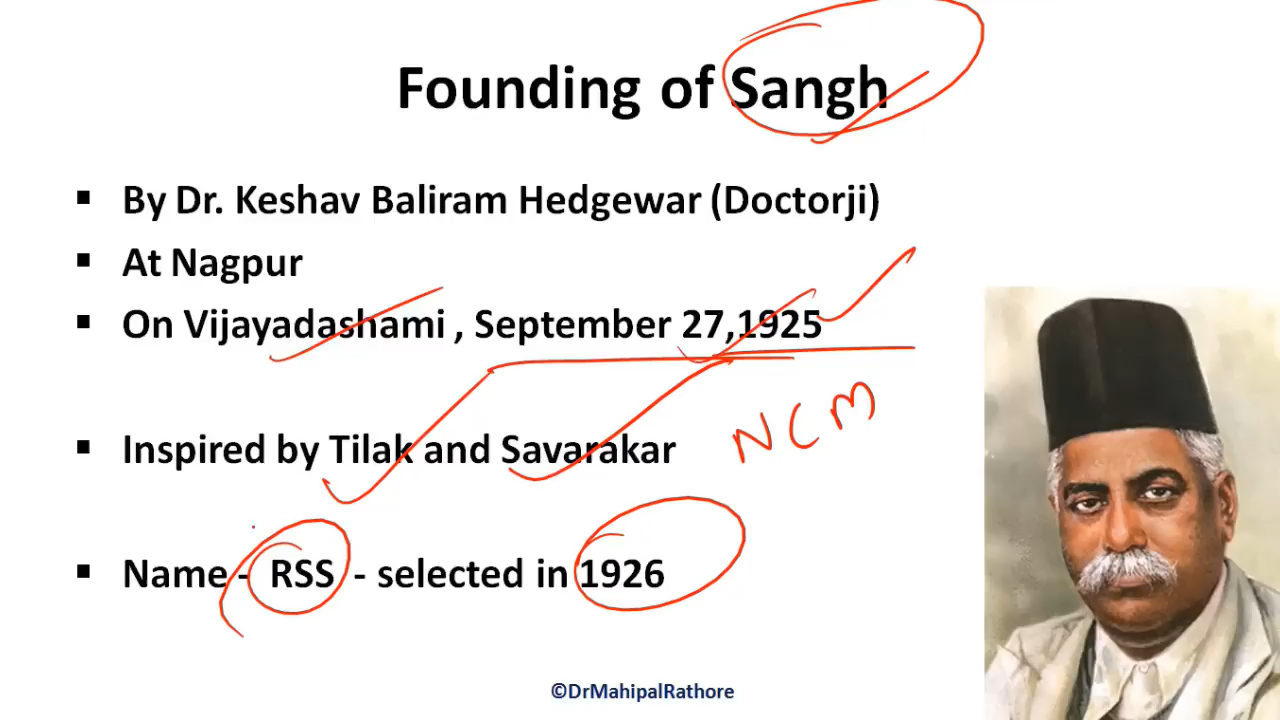 Founding of Sangh
▪ By Dr. Keshav Baliram Hedgewar (Doctorji)
▪ At Nagpur
▪ On Vijayadashami , September 27,1925
▪ Inspired by Tilak and Savarakar
NCM
▪ Name - RSS - selected in 1926
©DrMahipalRathore